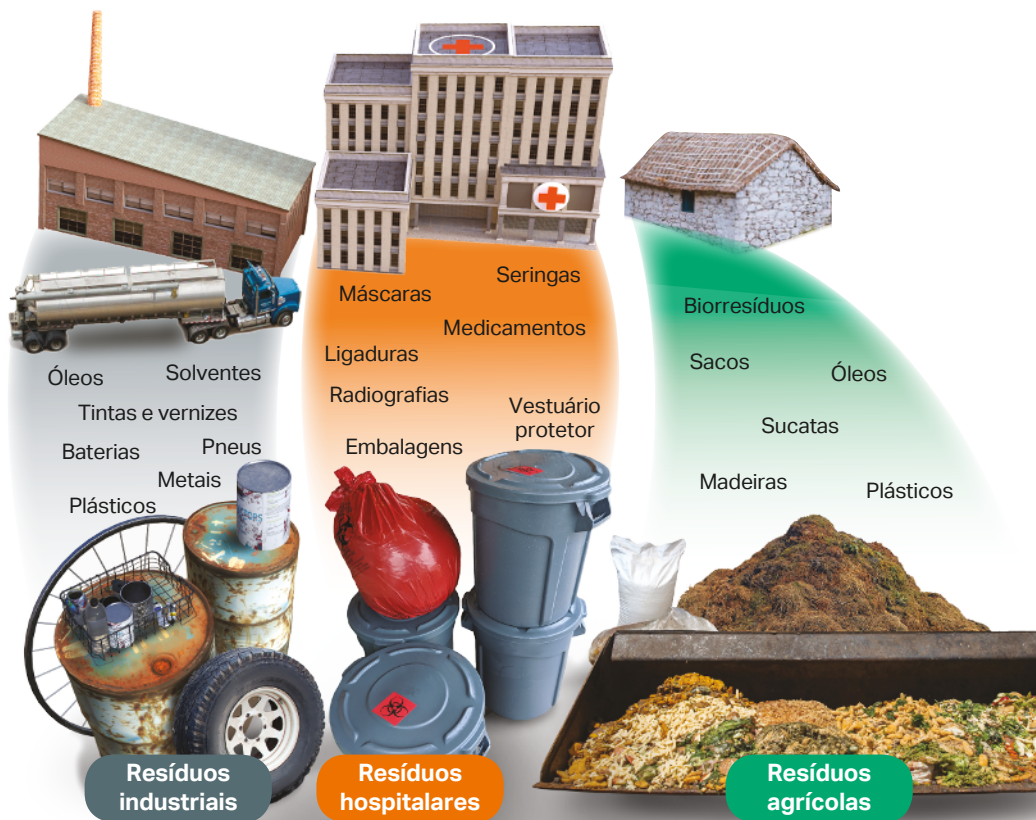 Óleos
Solventes
Tintas e vernizes
Baterias
Pneus
Metais
Plásticos
Resíduos
industriais
Máscaras
Seringas
Medicamentos
Ligaduras
Radiografias
Vestuário
protetor
Embalagens
Resíduos
hospitalares
Biorresíduos
Sacos
Óleos
Sucatas
Madeiras
Plásticos
Resíduos
agrícolas